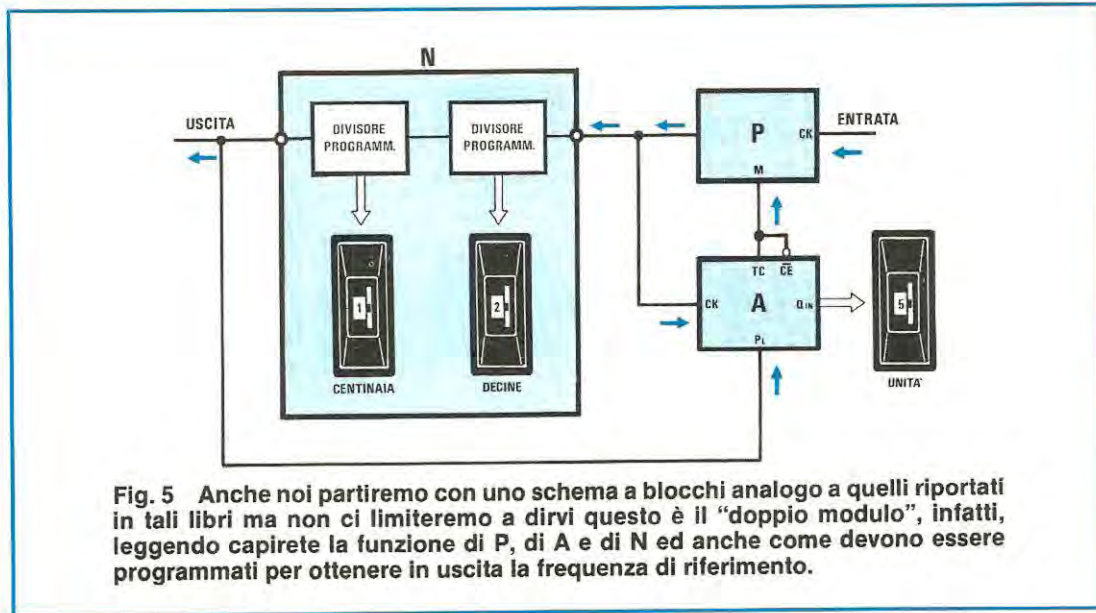 N
USCITA
DIVISORE
PROGRAMM.
DIVISORE
PROGRAMM.
P
CK
ENTRATA
M
1
CENTINAIA
2
DECINE
TC
CE
CK
A
QIN
PL
5
UNITA'
Fig. 5 Anche noi partiremo con uno schema a blocchi analogo a quelli riportati
in tali libri ma non ci limiteremo a dirvi questo è il “doppio modulo”, infatti,
leggendo capirete la funzione di P, di A e di N ed anche come devono essere
programmati per ottenere in uscita la frequenza di riferimento.